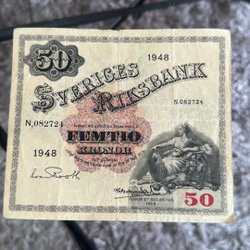 50
1948
SVERIGES
RIKSBANK
N,082724
N,082724
FEMTIO
KRONOR
1948
50